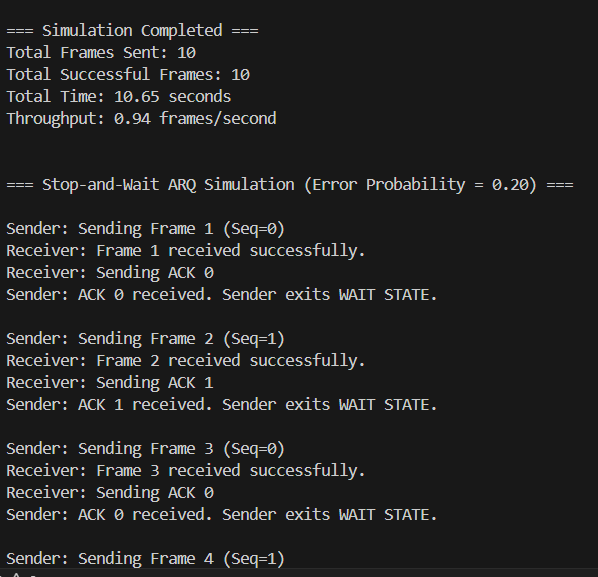 === Simulation Completed ===
Total Frames Sent: 10
Total Successful Frames: 10
Total Time: 10.65 seconds
Throughput: 0.94 frames/second
=== Stop-and-Wait ARQ Simulation (Error Probability = 0.20) ===
Sender: Sending Frame 1 (Seq=0)
Receiver: Frame 1 received successfully.
Receiver: Sending ACK 0
Sender: ACK 0 received. Sender exits WAIT STATE.
Sender: Sending Frame 2 (Seq=1)
Receiver: Frame 2 received successfully.
Receiver: Sending ACK 1
Sender: ACK 1 received. Sender exits WAIT STATE.
Sender: Sending Frame 3 (Seq=0)
Receiver: Frame 3 received successfully.
Receiver: Sending ACK 0
Sender: ACK 0 received. Sender exits WAIT STATE.
Sender: Sending Frame 4 (Seq=1)